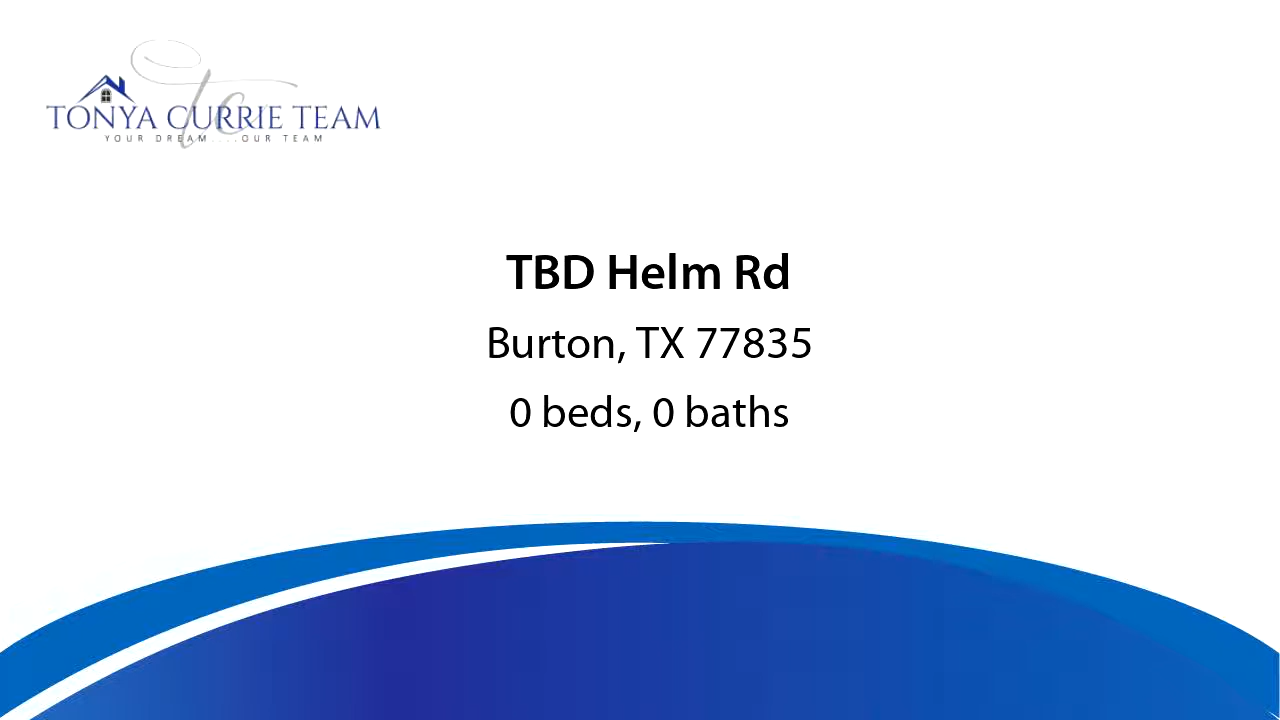 TONYA CURRIE TEAM
YOUR DREAM....OUR TEAM
TBD Helm Rd
Burton, TX 77835
0 beds, 0 baths